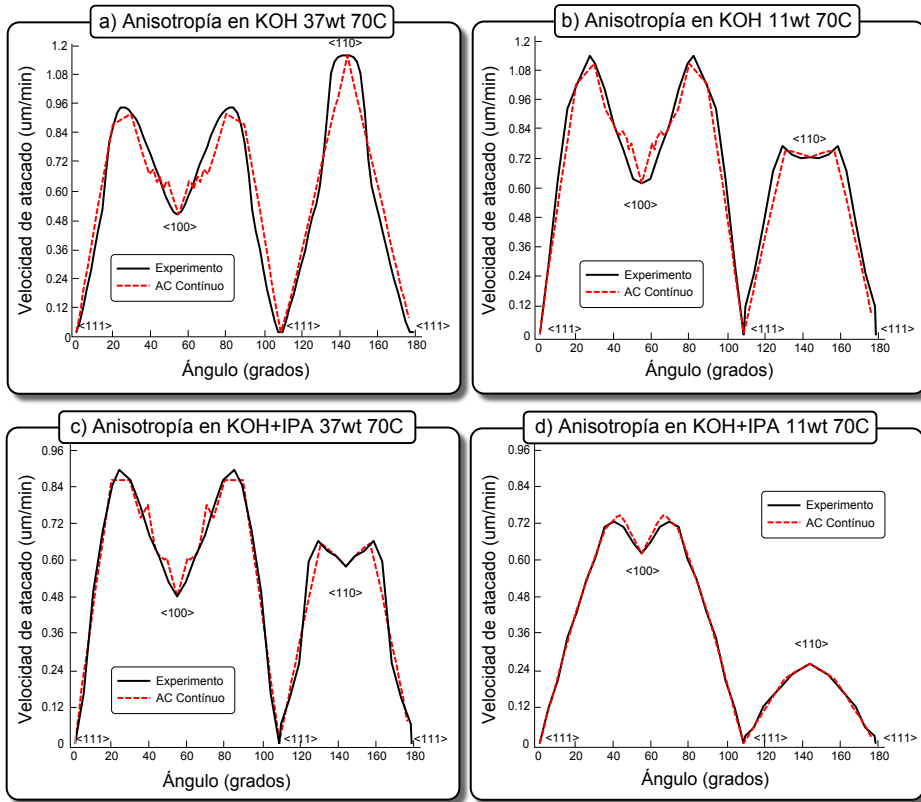 a) Anisotropía en KOH 37wt 70C
Velocidad de atacado (um/min)
1.2
1.08
0.96
0.84
0.72
0.60
0.48
0.36
0.24
0.12
0
<110>
<100>
Experimento
AC Contínuo
<111>
<111>
<111>
0 20 40 60 80 100 120 140 160 180
Ángulo (grados)
b) Anisotropía en KOH 11wt 70C
Velocidad de atacado (um/min)
1.2
1.08
0.96
0.84
0.72
0.60
0.48
0.36
0.24
0.12
0
<110>
<100>
Experimento
AC Contínuo
<111>
<111>
<111>
0 20 40 60 80 100 120 140 160 180
Ángulo (grados)
c) Anisotropía en KOH+IPA 37wt 70C
Velocidad de atacado (um/min)
0.96
0.84
0.72
0.60
0.48
0.36
0.24
0.12
0
<100>
<110>
Experimento
AC Contínuo
<111>
<111>
<111>
0 20 40 60 80 100 120 140 160 180
Ángulo (grados)
d) Anisotropía en KOH+IPA 11wt 70C
Velocidad de atacado (um/min)
0.96
0.84
0.72
0.60
0.48
0.36
0.24
0.12
0
Experimento
AC Contínuo
<100>
<110>
<111>
<111>
<111>
0 20 40 60 80 100 120 140 160 180
Ángulo (grados)